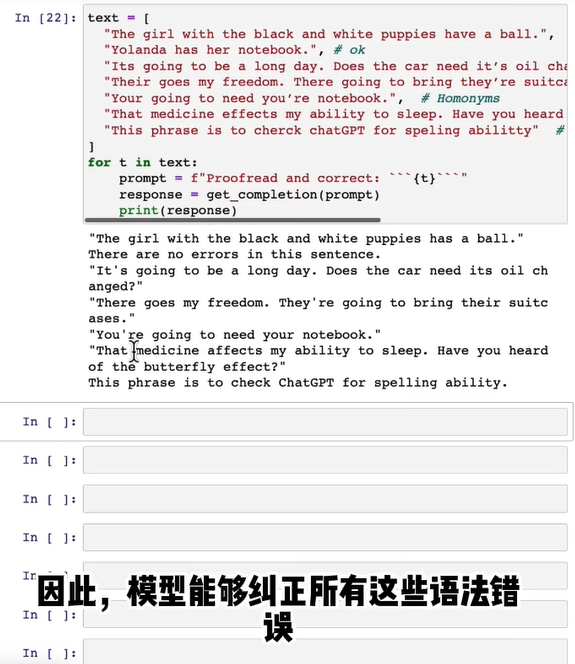 In [22]: text = [
"The girl with the black and white puppies have a ball.",
"Yolanda has her notebook.", # ok
"Its going to be a long day. Does the car need it’s oil cha
"Their goes my freedom. There going to bring they’re suitca
"Your going to need you’re notebook.", # Homonyms
"That medicine effects my ability to sleep. Have you heard
"This phrase is to cherck chatGPT for speling abilitty" #
]
for t in text:
prompt = f"Proofread and correct: ```{t}```"
response = get_completion(prompt)
print(response)
"The girl with the black and white puppies has a ball."
There are no errors in this sentence.
"It's going to be a long day. Does the car need its oil ch
anged?"
"There goes my freedom. They're going to bring their suitc
ases."
"You're going to need your notebook."
"That medicine affects my ability to sleep. Have you heard
of the butterfly effect?"
This phrase is to check ChatGPT for spelling ability.
In [ ]:
In [ ]:
In [ ]:
In [ ]:
In
因此，模型能够纠正所有这些语法错
误
In [ ]:
In [ ]: